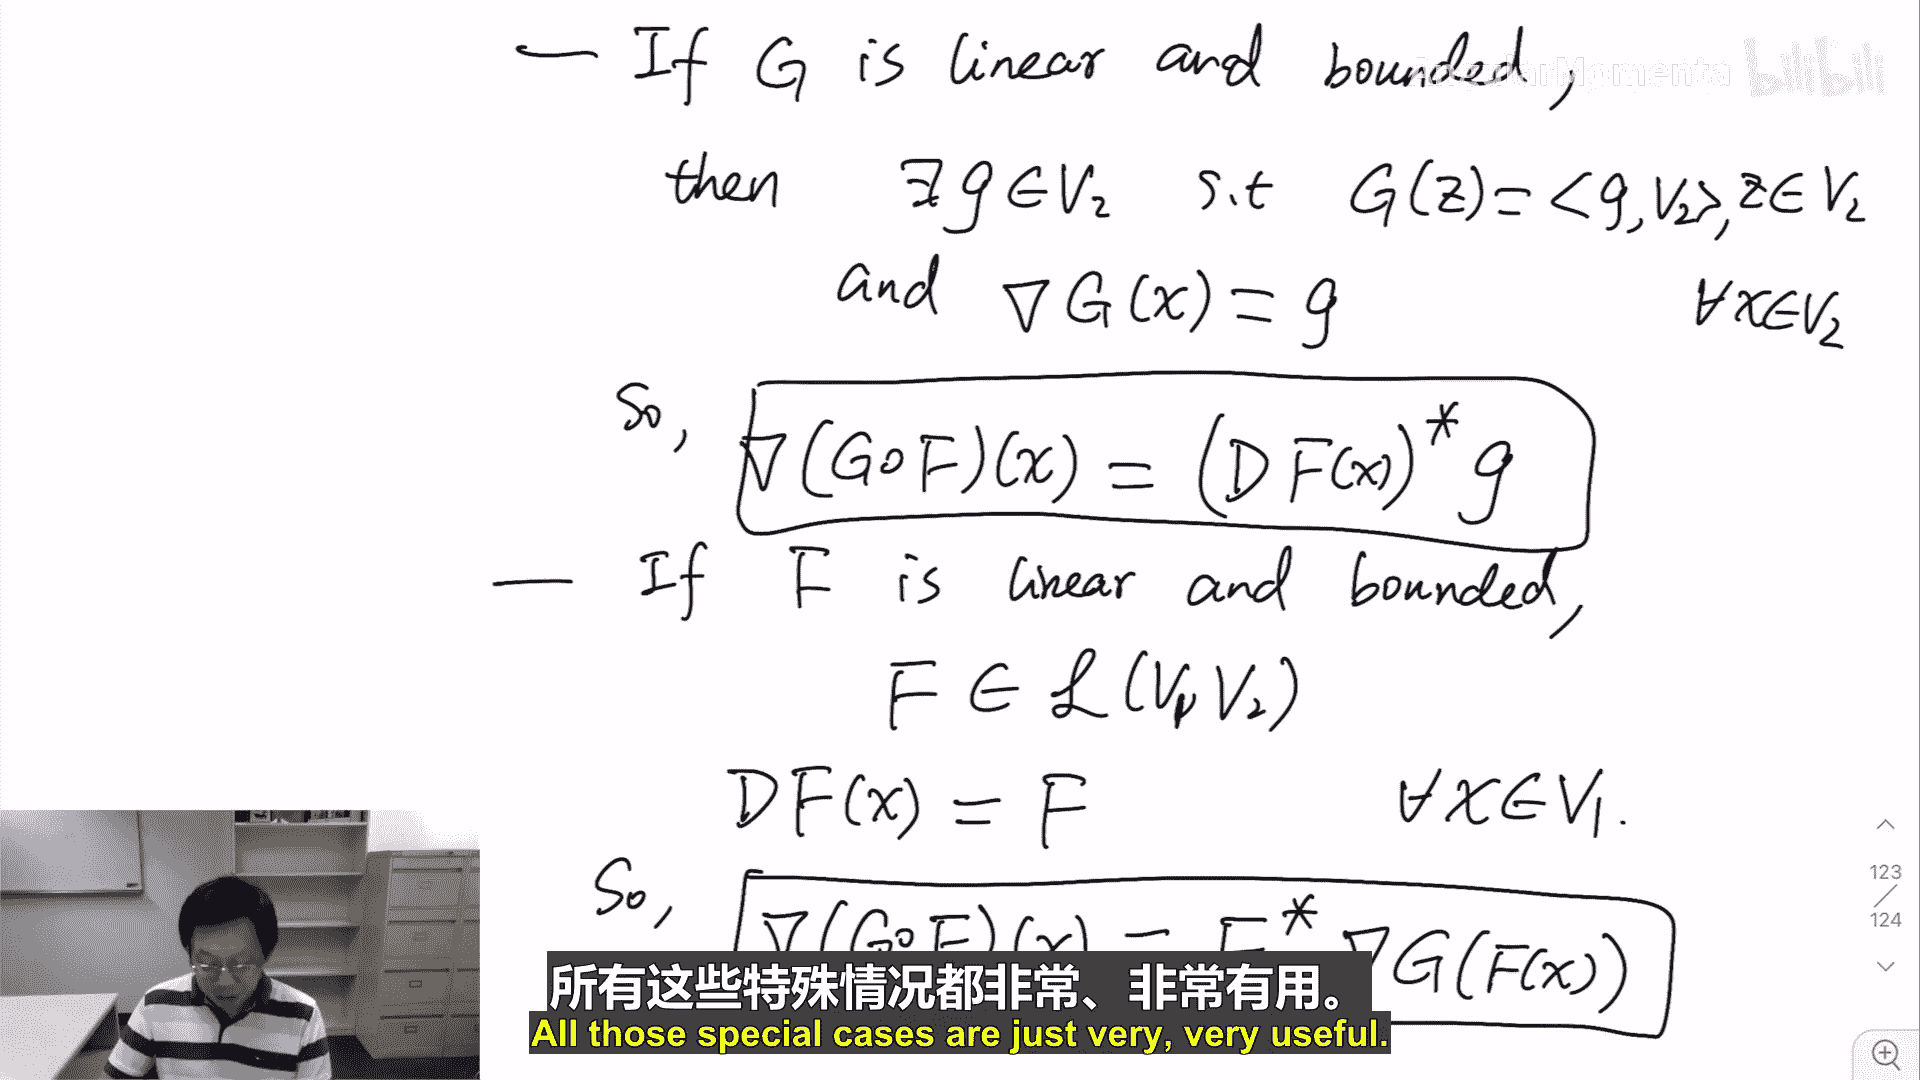 — If G is linear and bounded,
AngularMomenta bilibili
then ∃ g ∈ V₂ s.t G(z) = <g, V₂>, z ∈ V₂
and ∇G(x) = g ∀x∈V₂
So, ∇(G∘F)(x) = (DF(x))* g
— If F is linear and bounded,
F ∈ ℒ(V₁, V₂)
DF(x) = F ∀x∈V₁.
So, ∇(G∘F)(x) = F* ∇G(F(x))
123
124
所有这些特殊情况都非常、非常有用。
All those special cases are just very, very useful.